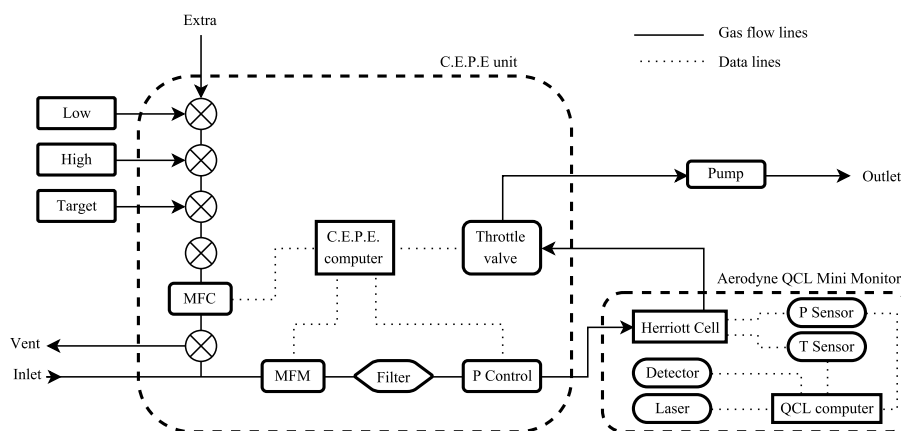 Extra
Gas flow lines
Data lines
C.E.P.E unit
Low
High
Target
Pump
Outlet
C.E.P.E.
computer
Throttle
valve
MFC
Aerodyne QCL Mini Monitor
Herriott Cell
P Sensor
T Sensor
Vent
Inlet
MFM
Filter
P Control
Detector
Laser
QCL computer